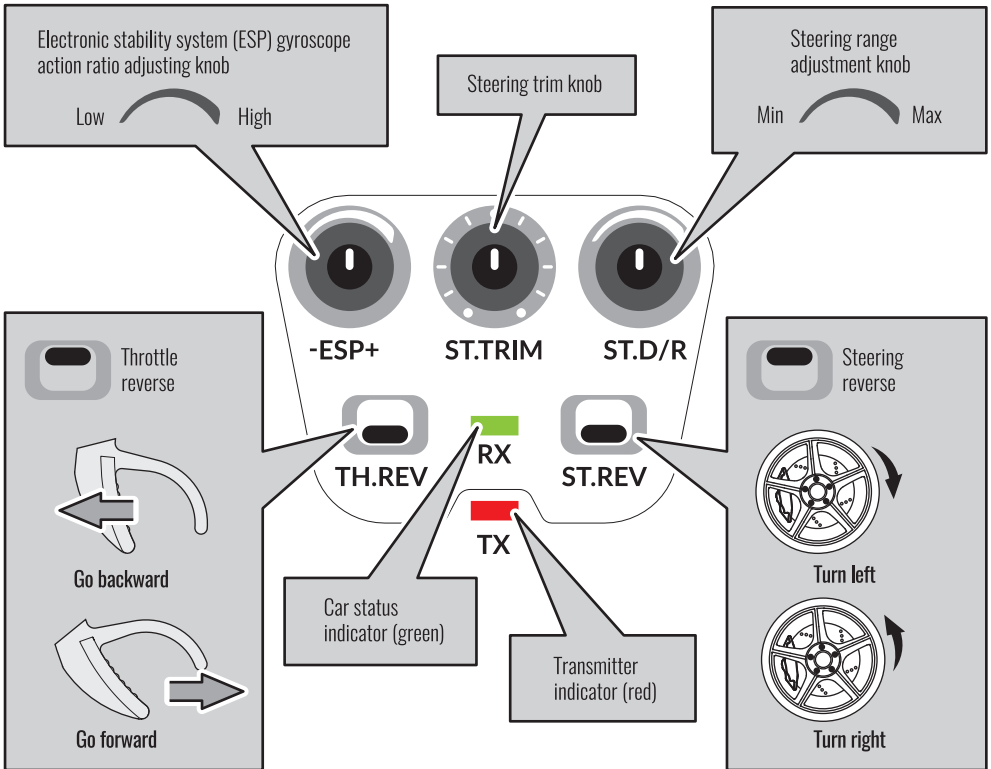 Electronic stability system (ESP) gyroscope
action ratio adjusting knob
Low
High
Steering trim knob
Steering range
adjustment knob
Min
Max
-ESP+
ST.TRIM
ST.D/R
Throttle
reverse
Go backward
Go forward
TH.REV
RX
ST.REV
TX
Car status
indicator (green)
Transmitter
indicator (red)
Steering
reverse
Turn left
Turn right